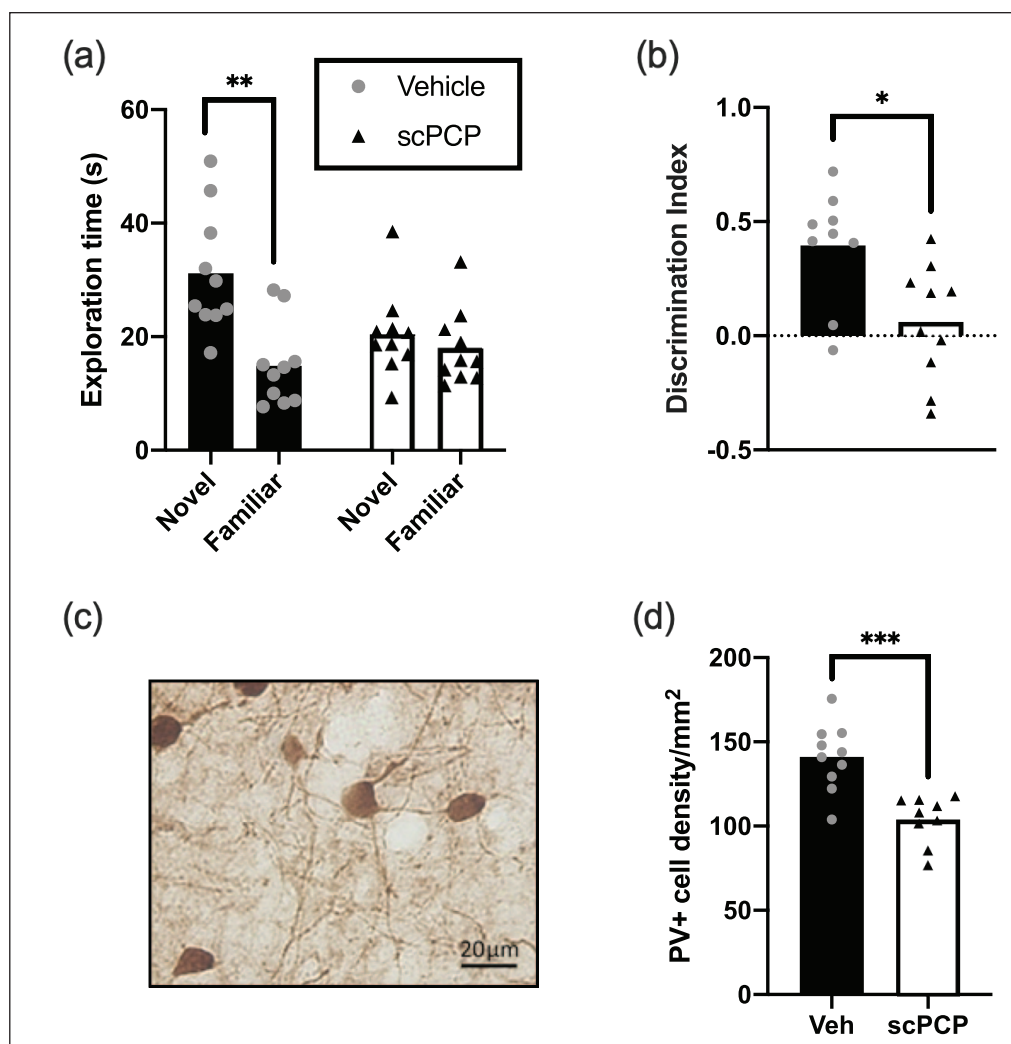 (a)
**
Vehicle
scPCP
60
40
20
0
Exploration time (s)
Novel
Familiar
Novel
Familiar
(b)
*
1.0
0.5
0.0
-0.5
Discrimination Index
(c)
20μm
(d)
***
200
150
100
50
0
PV+ cell density/mm²
Veh
scPCP